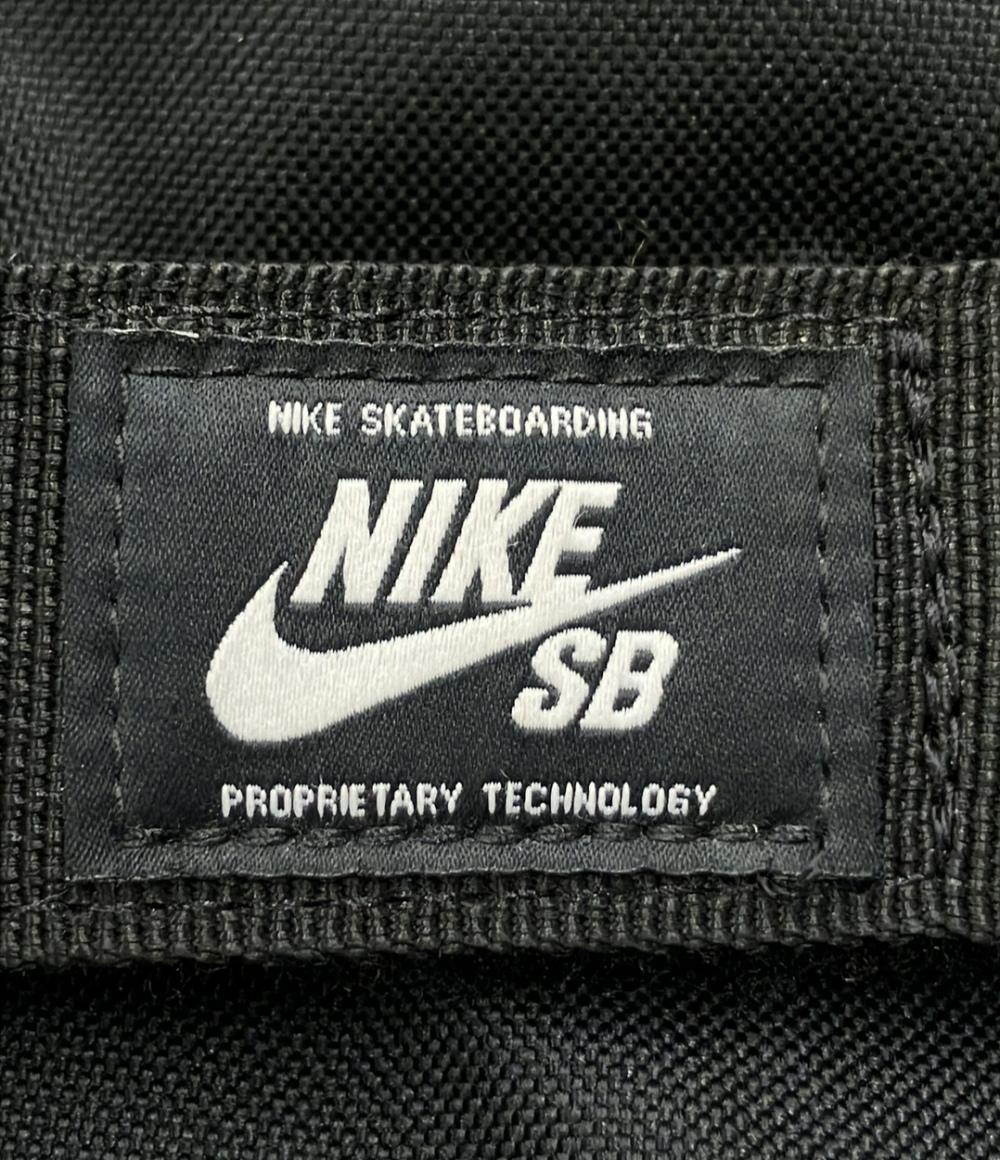 NIKE SKATEBOARDING
NIKE
SB
PROPRIETARY TECHNOLOGY